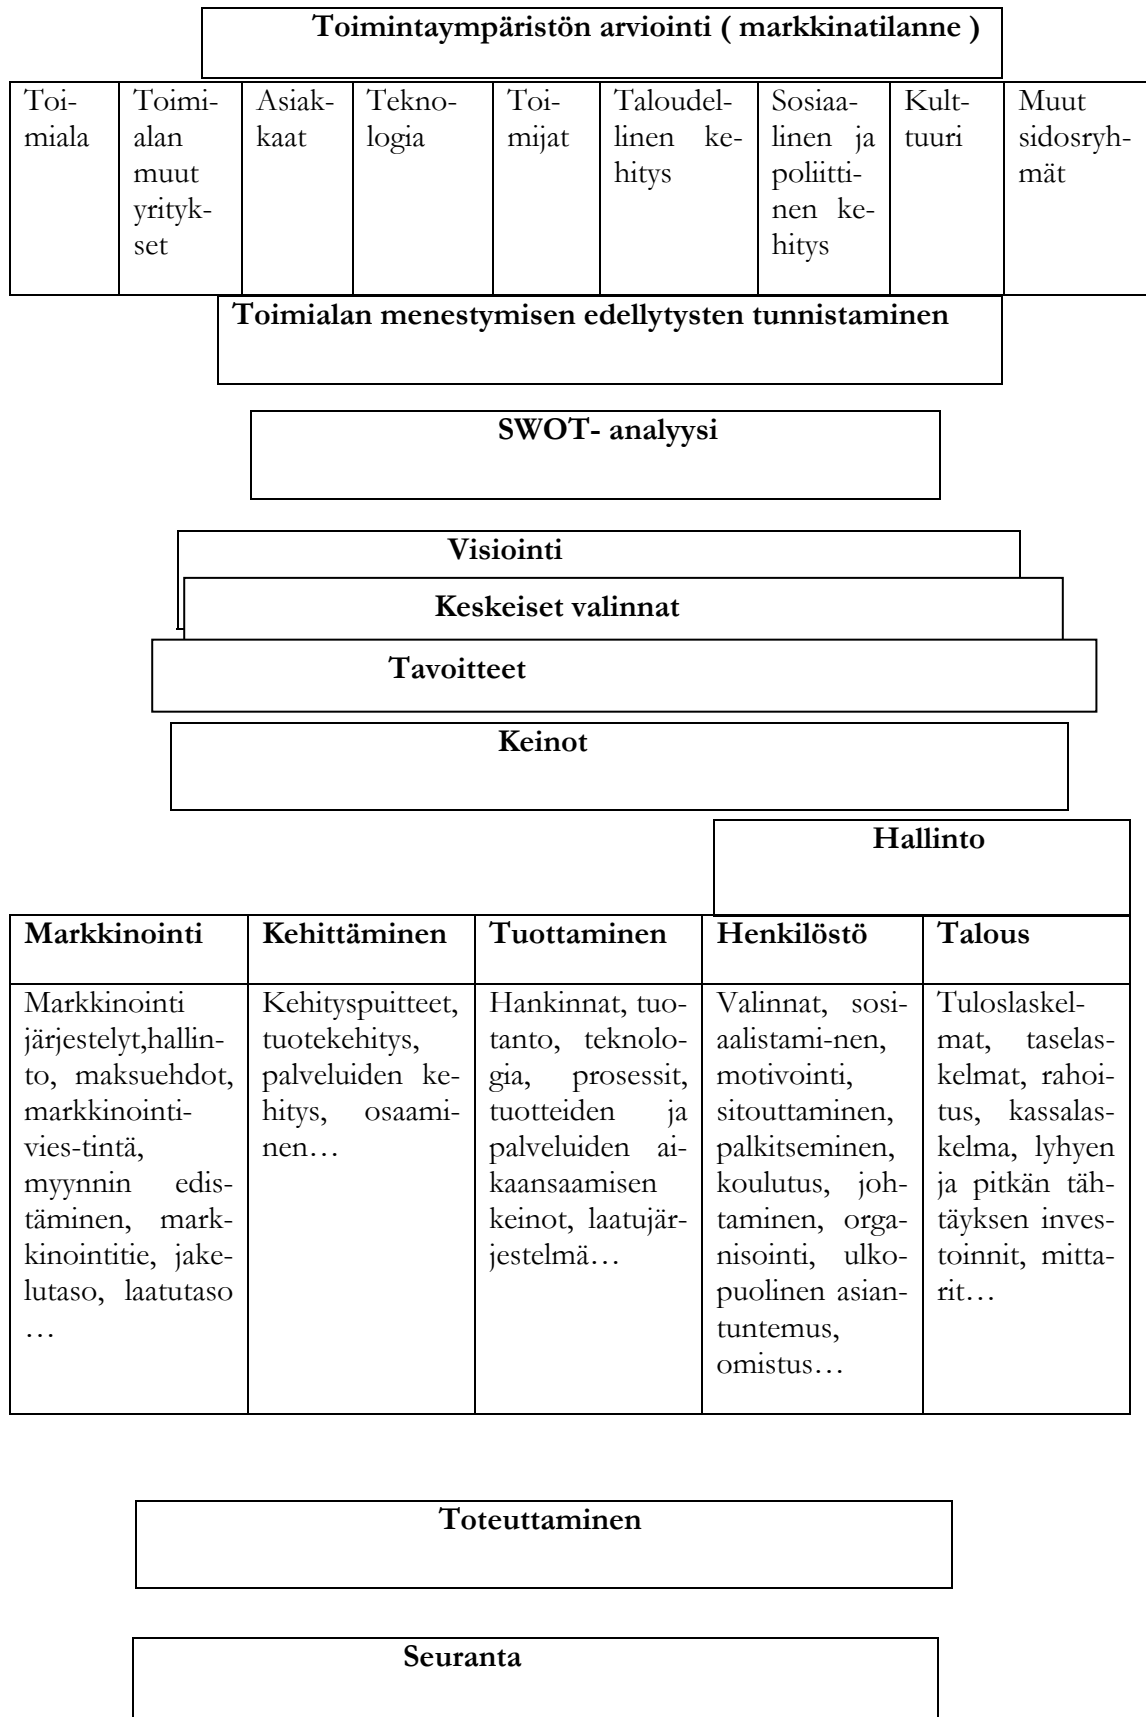 Toimintaympäristön arviointi ( markkinatilanne )
Toi-
miala
Toimi-
alan
muut
yrityk-
set
Asiak-
kaat
Tekno-
logia
Toi-
mijat
Taloudel-
linen ke-
hitys
Sosiaa-
linen ja
poliitti-
nen ke-
hitys
Kult-
tuuri
Muut
sidosryh-
mät
Toimialan menestymisen edellytysten tunnistaminen
SWOT- analyysi
Visiointi
Keskeiset valinnat
Tavoitteet
Keinot
Hallinto
Markkinointi
Kehittäminen
Tuottaminen
Henkilöstö
Talous
Markkinointi
järjestelyt,hallin-
to, maksuehdot,
markkinointi-
vies-tintä,
myynnin edis-
täminen, mark-
kinointitie, jake-
lutaso, laatutaso
…
Kehityspuitteet,
tuotekehitys,
palveluiden ke-
hitys, osaami-
nen…
Hankinnat, tuo-
tanto, teknolo-
gia, prosessit,
tuotteiden ja
palveluiden ai-
kaansaamisen
keinot, laatujär-
jestelmä…
Valinnat, sosi-
aalistami-nen,
motivointi,
sitouttaminen,
palkitseminen,
koulutus, joh-
taminen, orga-
nisointi, ulko-
puolinen asian-
tuntemus,
omistus…
Tuloslaskel-
mat, taselas-
kelmat, rahoi-
tus, kassalas-
kelma, lyhyen
ja pitkän täh-
täyksen inves-
toinnit, mitta-
rit…
Toteuttaminen
Seuranta